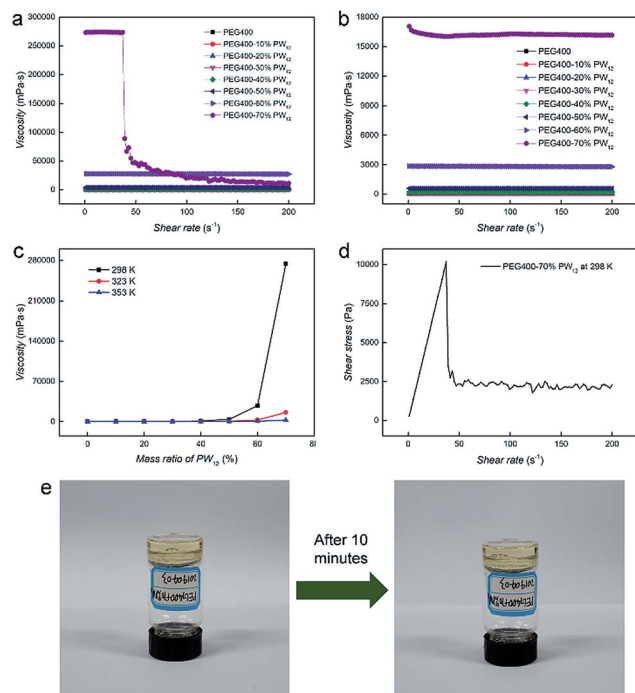 a
300000
250000
200000
150000
100000
50000
0
Viscosity (mPa·s)
PEG400
PEG400-10% PW12
PEG400-20% PW12
PEG400-30% PW12
PEG400-40% PW12
PEG400-50% PW12
PEG400-60% PW12
PEG400-70% PW12
0 50 100 150 200
Shear rate (s-1)
b
18000
15000
12000
9000
6000
3000
0
Viscosity (mPa·s)
PEG400
PEG400-10% PW12
PEG400-20% PW12
PEG400-30% PW12
PEG400-40% PW12
PEG400-50% PW12
PEG400-60% PW12
PEG400-70% PW12
0 50 100 150 200
Shear rate (s-1)
c
280000
210000
140000
70000
0
Viscosity (mPa·s)
298 K
323 K
353 K
0 20 40 60 80
Mass ratio of PW12 (%)
d
10000
7500
5000
2500
0
Shear stress (Pa)
PEG400-70% PW12 at 298 K
0 50 100 150 200
Shear rate (s-1)
e
After 10
minutes
2019-09-03
2019-09-03